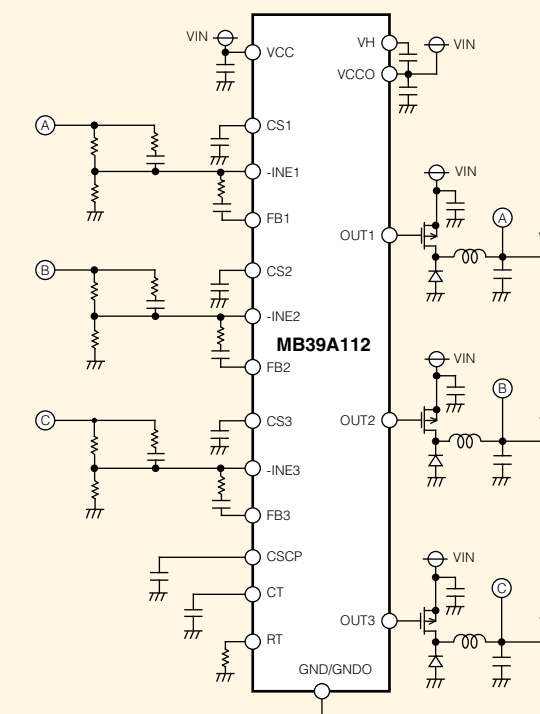 VIN
VCC
VH
VIN
VCCO
A
CS1
-INE1
FB1
VIN
OUT1
A
B
CS2
-INE2
MB39A112
FB2
VIN
OUT2
B
C
CS3
-INE3
FB3
CSCP
CT
RT
VIN
OUT3
C
GND/GNDO